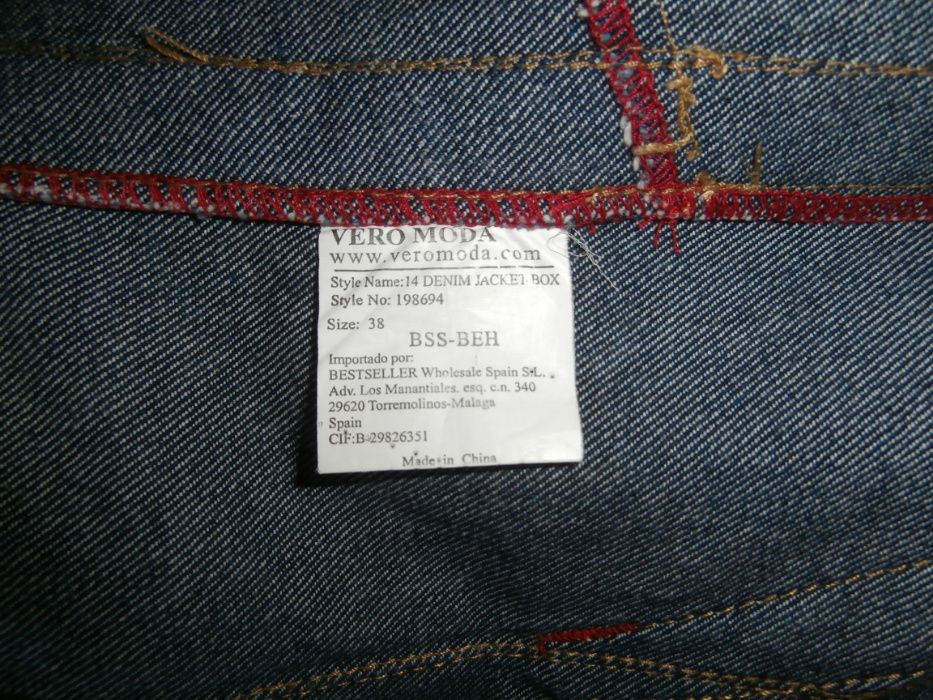 VERO MODA
www.veromoda.com
Style Name:14 DENIM JACKET BOX
Style No: 198694
Size: 38
BSS-BEH
Importado por:
BESTSELLER Wholesale Spain S.L.
Adv. Los Manantiales. esq. c.n. 340
29620 Torremolinos-Malaga
Spain
CIF:B-29826351
Made in China